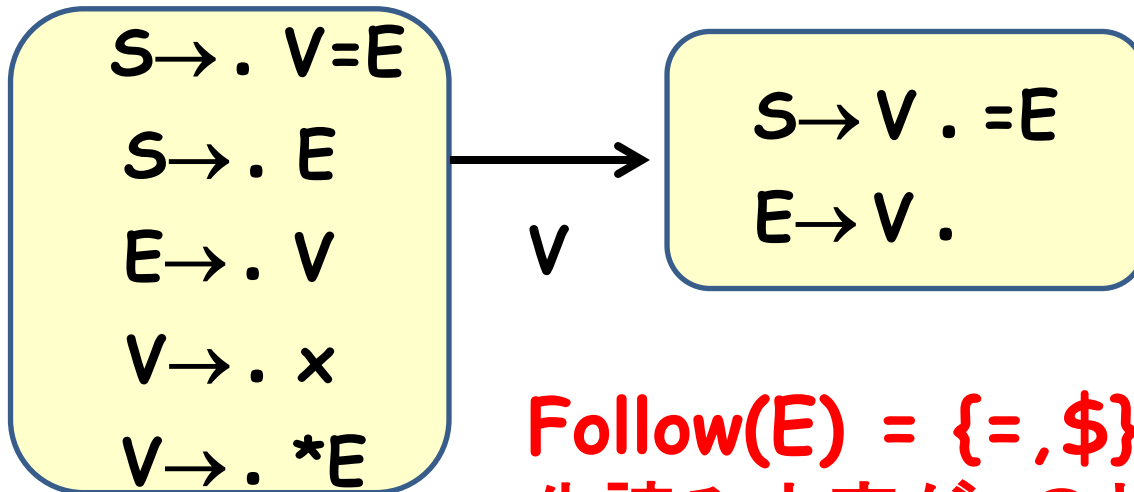 S→. V=E
S→. E
E→. V
V→. x
V→. *E
V
S→ V . =E
E→ V .
Follow(E) = {=,$}